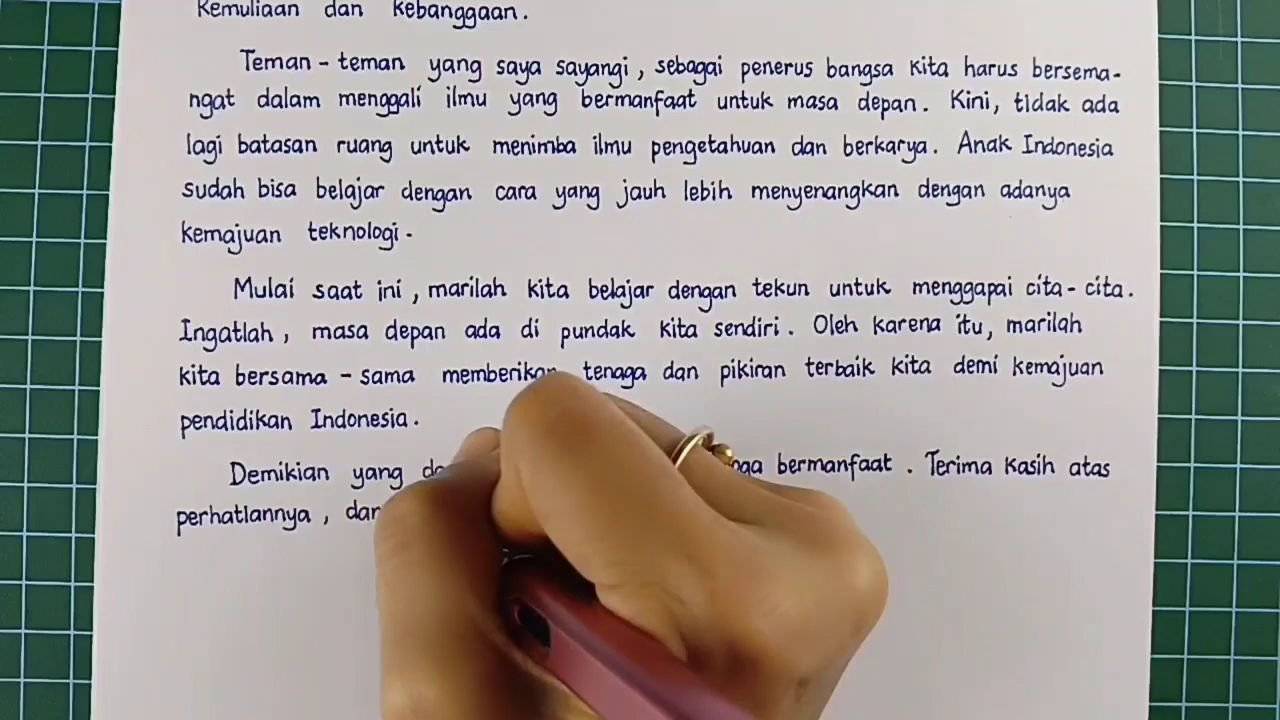 Kemuliaan dan kebanggaan.
Teman-teman yang saya sayangi, sebagai penerus bangsa kita harus bersema-
ngat dalam menggali ilmu yang bermanfaat untuk masa depan. Kini, tidak ada
lagi batasan ruang untuk menimba ilmu pengetahuan dan berkarya. Anak Indonesia
sudah bisa belajar dengan cara yang jauh lebih menyenangkan dengan adanya
kemajuan teknologi.
Mulai saat ini, marilah kita belajar dengan tekun untuk menggapai cita-cita.
Ingatlah, masa depan ada di pundak kita sendiri. Oleh karena itu, marilah
kita bersama-sama memberikan tenaga dan pikiran terbaik kita demi kemajuan
pendidikan Indonesia.
Demikian yang bermanfaat. Terima kasih atas
perhatiannya,